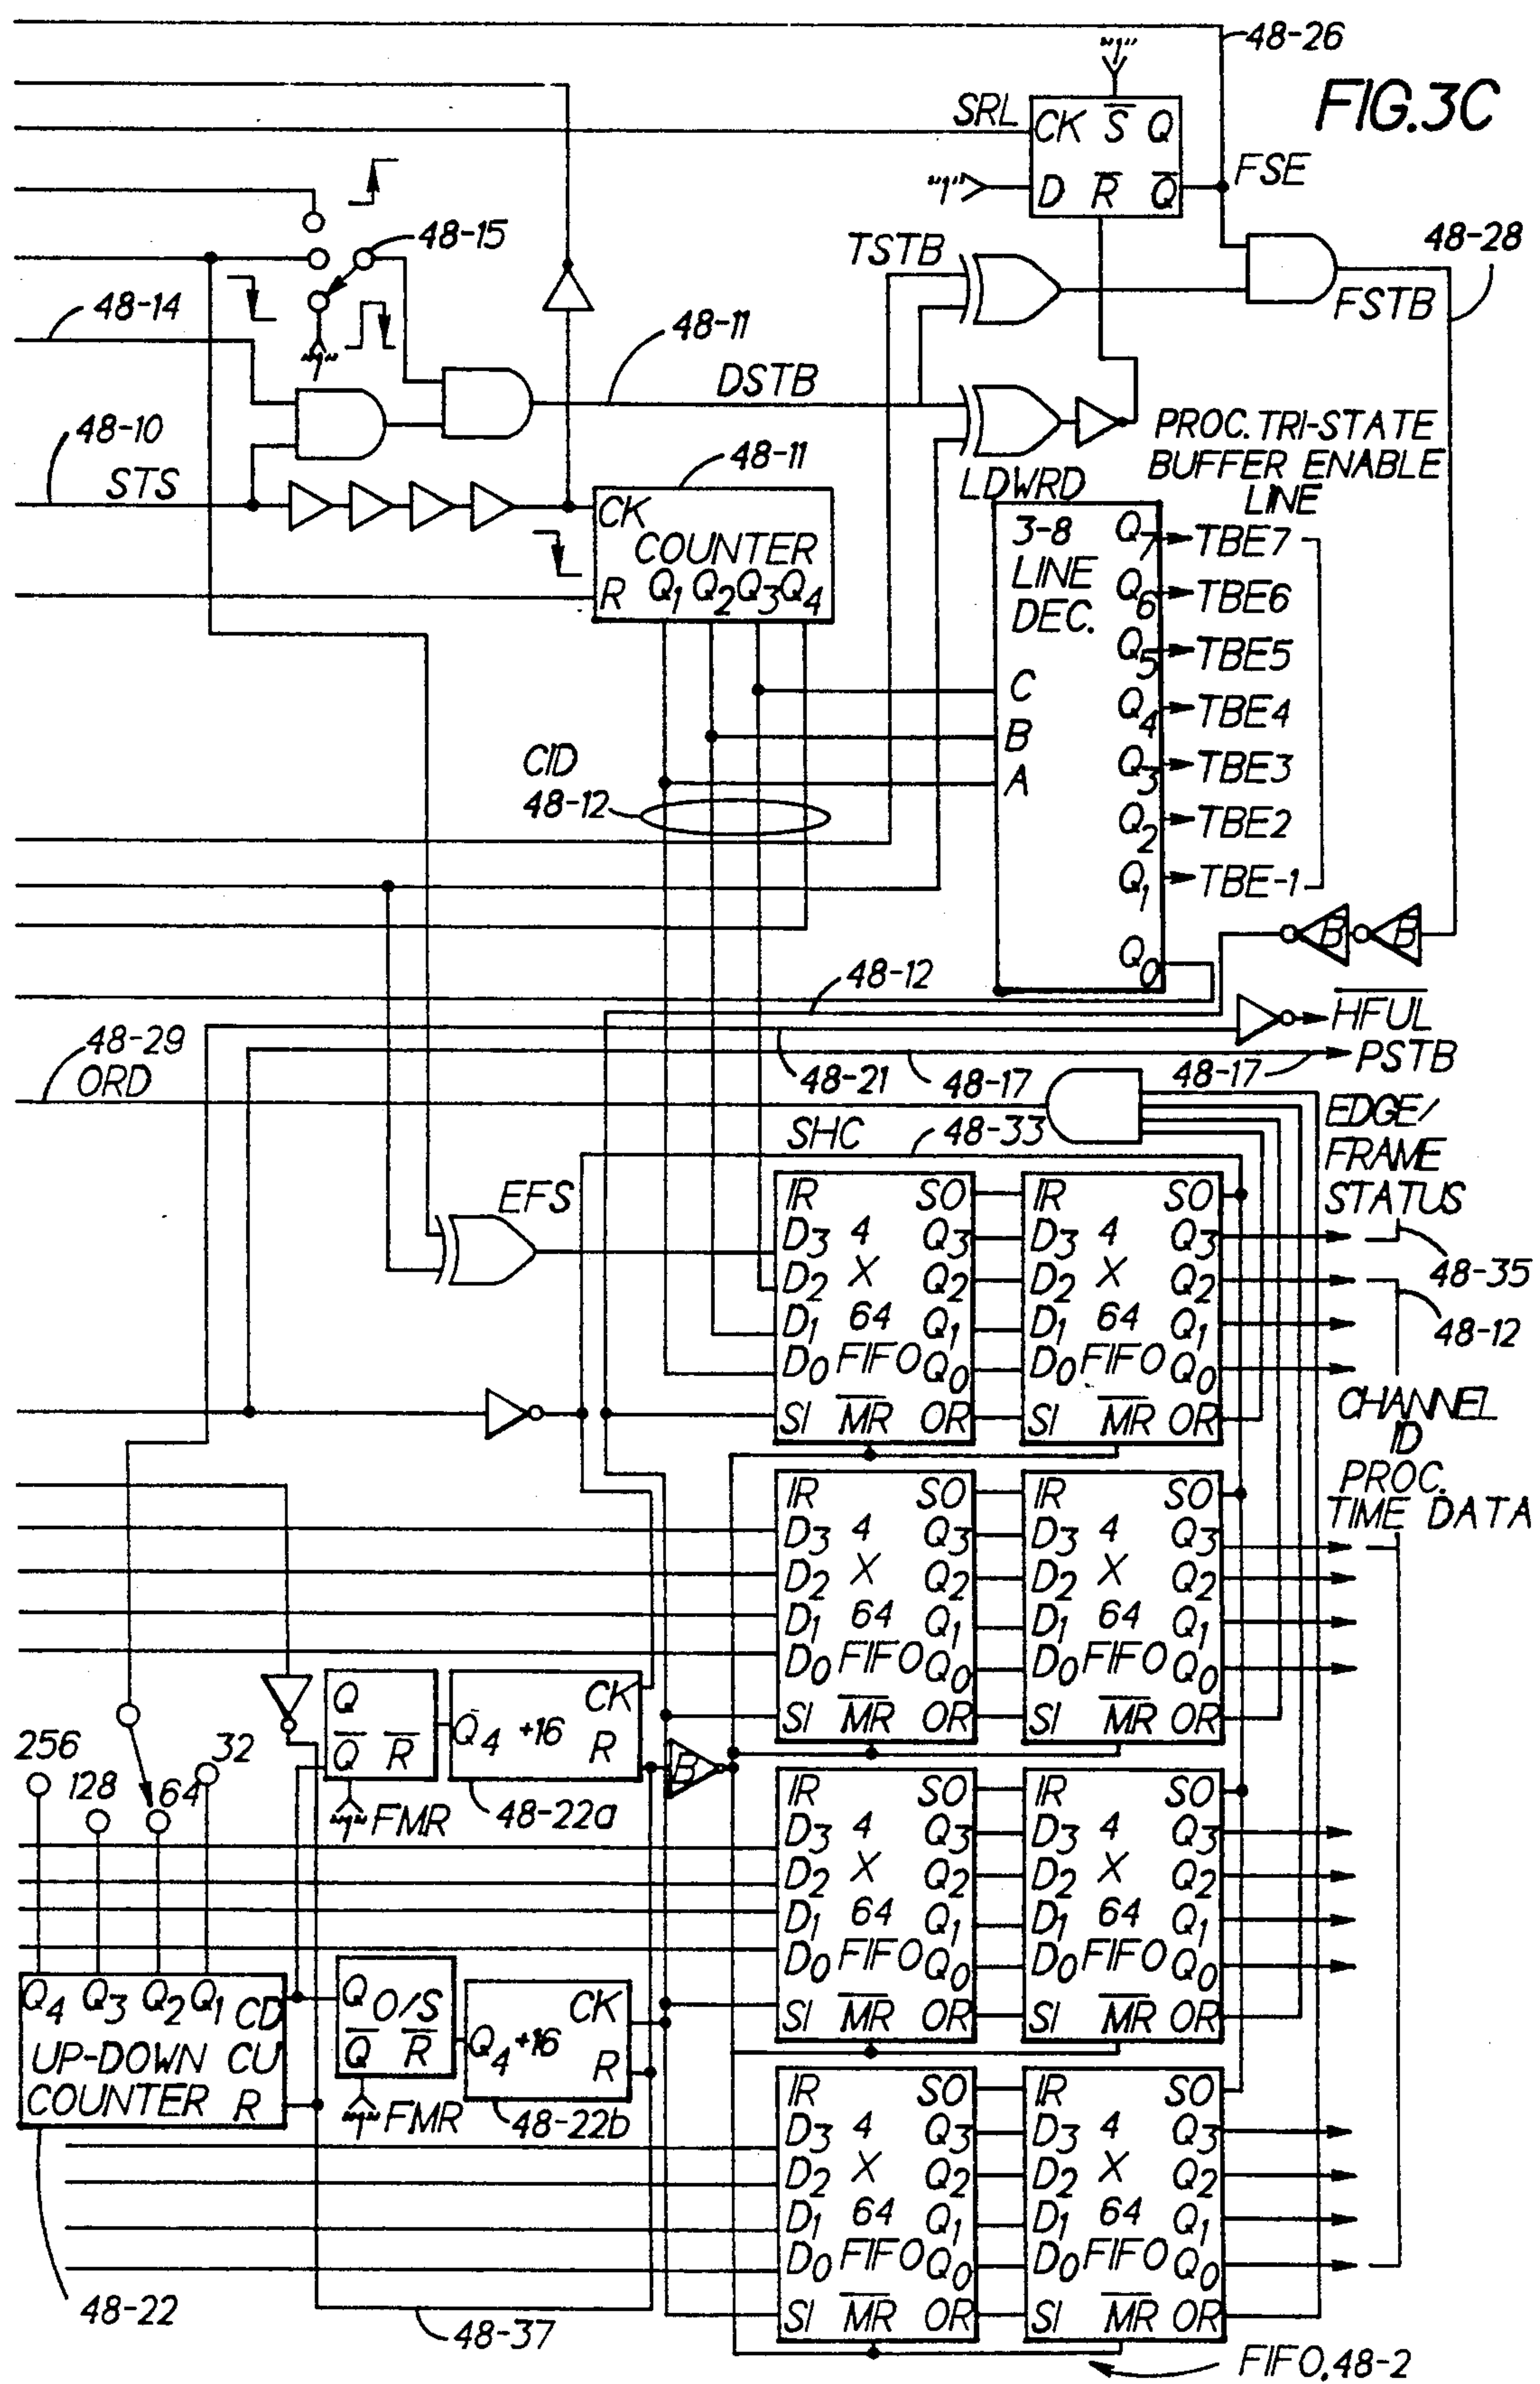 48-26
FIG.3C
"1"
SRL
CK S̅ Q
"1"
D R̅ Q̅
FSE
48-15
TSTB
48-28
48-14
FSTB
"1"
48-11
DSTB
48-10
STS
PROC. TRI-STATE
BUFFER ENABLE
LINE
48-11
LDWRD
CK
COUNTER
R Q1 Q2 Q3 Q4
3-8
LINE
DEC.
C
B
A
Q7 TBE7
Q6 TBE6
Q5 TBE5
Q4 TBE4
Q3 TBE3
Q2 TBE2
Q1 TBE-1
Q0
CID
48-12
B B
48-12
H̅F̅U̅L̅
48-29
ORD
48-21
48-17
48-17
PSTB
SHC
48-33
EDGE/
FRAME
STATUS
EFS
IR SO IR SO
D3 4 Q3 D3 4 Q3
D2 X Q2 D2 X Q2
D1 64 Q1 D1 64 Q1
D0 FIFO Q0 D0 FIFO Q0
SI M̅R̅ OR SI M̅R̅ OR
48-35
48-12
CHANNEL
ID
PROC.
TIME DATA
IR SO IR SO
D3 4 Q3 D3 4 Q3
D2 X Q2 D2 X Q2
D1 64 Q1 D1 64 Q1
D0 FIFO Q0 D0 FIFO Q0
SI M̅R̅ OR SI M̅R̅ OR
Q
Q̅ R̅
Q4 +16
CK
R
B
256
128
64
32
"1"
FMR
48-22a
IR SO IR SO
D3 4 Q3 D3 4 Q3
D2 X Q2 D2 X Q2
D1 64 Q1 D1 64 Q1
D0 FIFO Q0 D0 FIFO Q0
SI M̅R̅ OR SI M̅R̅ OR
Q4 Q3 Q2 Q1 CD
UP-DOWN CU
COUNTER R
Q O/S
Q̅ R̅
Q4 +16
CK
R
"1"
FMR
48-22b
IR SO IR SO
D3 4 Q3 D3 4 Q3
D2 X Q2 D2 X Q2
D1 64 Q1 D1 64 Q1
D0 FIFO Q0 D0 FIFO Q0
SI M̅R̅ OR SI M̅R̅ OR
48-22
48-37
FIFO,48-2